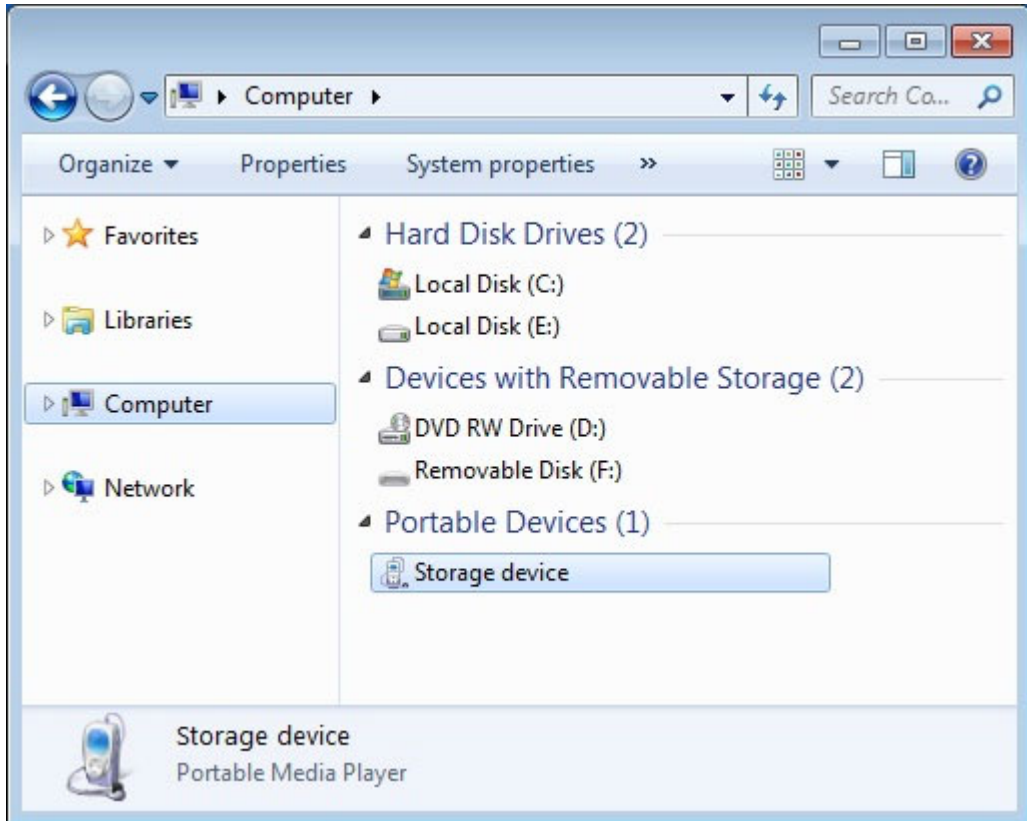 Computer
Search Co...
Organize Properties System properties »
Favorites
Libraries
Computer
Network
Hard Disk Drives (2)
Local Disk (C:)
Local Disk (E:)
Devices with Removable Storage (2)
DVD RW Drive (D:)
Removable Disk (F:)
Portable Devices (1)
Storage device
Storage device
Portable Media Player